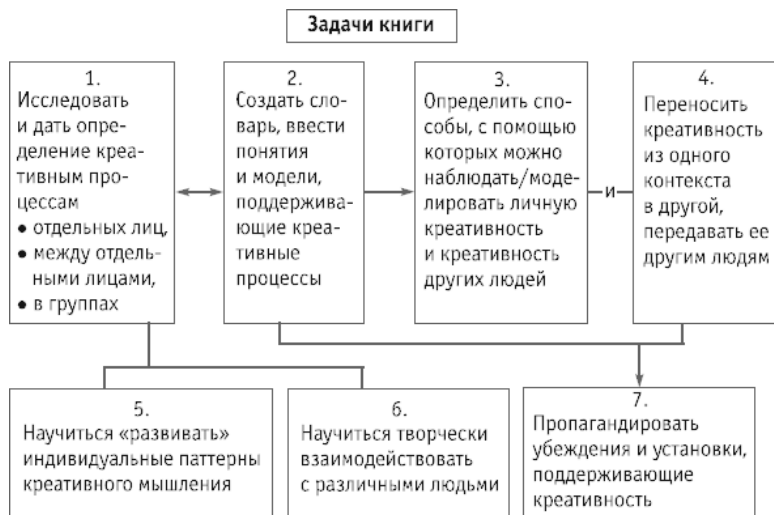 Задачи книги
1.
Исследовать
и дать опре-
деление креа-
тивным про-
цессам
● отдельных лиц,
● между отдель-
ными лицами,
● в группах
2.
Создать сло-
варь, ввести
понятия
и модели,
поддерживаю-
щие креа-
тивные
процессы
3.
Определить спо-
собы, с помощью
которых можно
наблюдать/моде-
лировать личную
креативность
и креативность
других людей
и
4.
Переносить
креативность
из одного
контекста
в другой,
передавать ее
другим людям
5.
Научиться «развивать»
индивидуальные паттерны
креативного мышления
6.
Научиться творчески
взаимодействовать
с различными людьми
7.
Пропагандировать
убеждения и установки,
поддерживающие
креативность